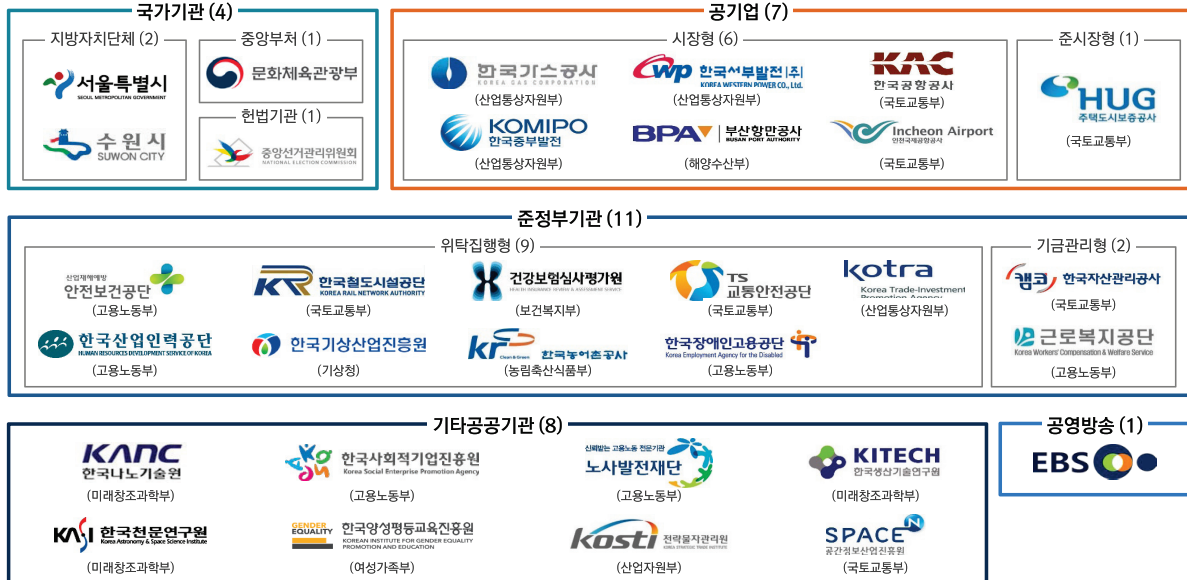 국가기관 (4)
지방자치단체 (2)
서울특별시
SEOUL METROPOLITAN GOVERNMENT
수원시
SUWON CITY
중앙부처 (1)
문화체육관광부
헌법기관 (1)
중앙선거관리위원회
NATIONAL ELECTION COMMISSION
공기업 (7)
시장형 (6)
한국가스공사
KOREA GAS CORPORATION
(산업통상자원부)
wp 한국서부발전(주)
KOREA WESTERN POWER CO., Ltd.
(산업통상자원부)
KAC
한국공항공사
(국토교통부)
KOMIPO
한국중부발전
(산업통상자원부)
BPA 부산항만공사
BUSAN PORT AUTHORITY
(해양수산부)
Incheon Airport
인천국제공항공사
(국토교통부)
준시장형 (1)
HUG
주택도시보증공사
(국토교통부)
준정부기관 (11)
위탁집행형 (9)
산업재해예방
안전보건공단
(고용노동부)
KR 한국철도시설공단
KOREA RAIL NETWORK AUTHORITY
(국토교통부)
건강보험심사평가원
HEALTH INSURANCE REVIEW & ASSESSMENT SERVICE
(보건복지부)
TS
교통안전공단
(국토교통부)
kotra
Korea Trade-Investment
Promotion Agency
(산업통상자원부)
한국산업인력공단
HUMAN RESOURCES DEVELOPMENT SERVICE OF KOREA
(고용노동부)
한국기상산업진흥원
(기상청)
kr Clean & Green 한국농어촌공사
(농림축산식품부)
한국장애인고용공단
Korea Employment Agency for the Disabled
(고용노동부)
기금관리형 (2)
캠코 한국자산관리공사
(국토교통부)
근로복지공단
Korea Workers' Compensation & Welfare Service
(고용노동부)
기타공공기관 (8)
KANC
한국나노기술원
(미래창조과학부)
한국사회적기업진흥원
Korea Social Enterprise Promotion Agency
(고용노동부)
신뢰받는 고용노동 전문기관
노사발전재단
(고용노동부)
KITECH
한국생산기술연구원
(미래창조과학부)
KASI 한국천문연구원
Korea Astronomy & Space Science Institute
(미래창조과학부)
GENDER
EQUALITY
한국양성평등교육진흥원
KOREAN INSTITUTE FOR GENDER EQUALITY
PROMOTION AND EDUCATION
(여성가족부)
kosti 전략물자관리원
KOREA STRATEGIC TRADE INSTITUTE
(산업자원부)
SPACE N
공간정보산업진흥원
(국토교통부)
공영방송 (1)
EBS